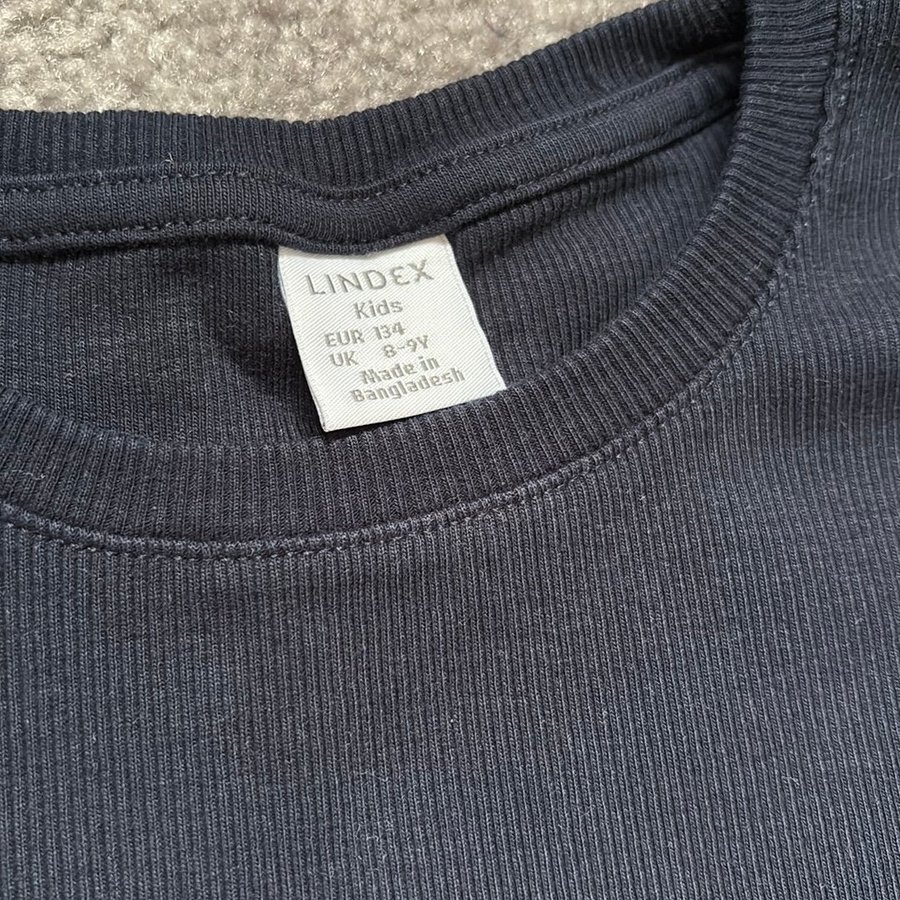 LINDEX
Kids
EUR 134
UK 8-9Y
Made in
Bangladesh